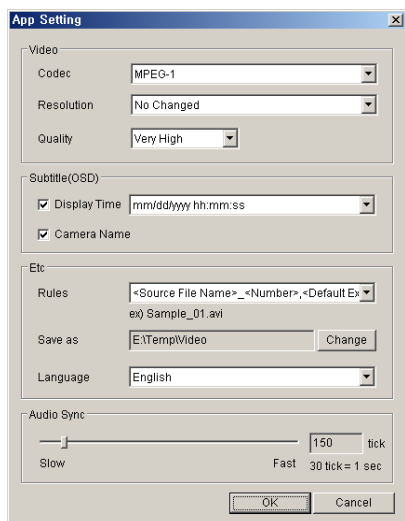 App Setting
Video
Codec MPEG-1
Resolution No Changed
Quality Very High
Subtitle(OSD)
Display Time mm/dd/yyyy hh:mm:ss
Camera Name
Etc
Rules <Source File Name>_<Number>,<Default Ex
ex) Sample_01.avi
Save as E:\Temp\Video Change
Language English
Audio Sync
150 tick
Slow Fast 30 tick = 1 sec
OK Cancel